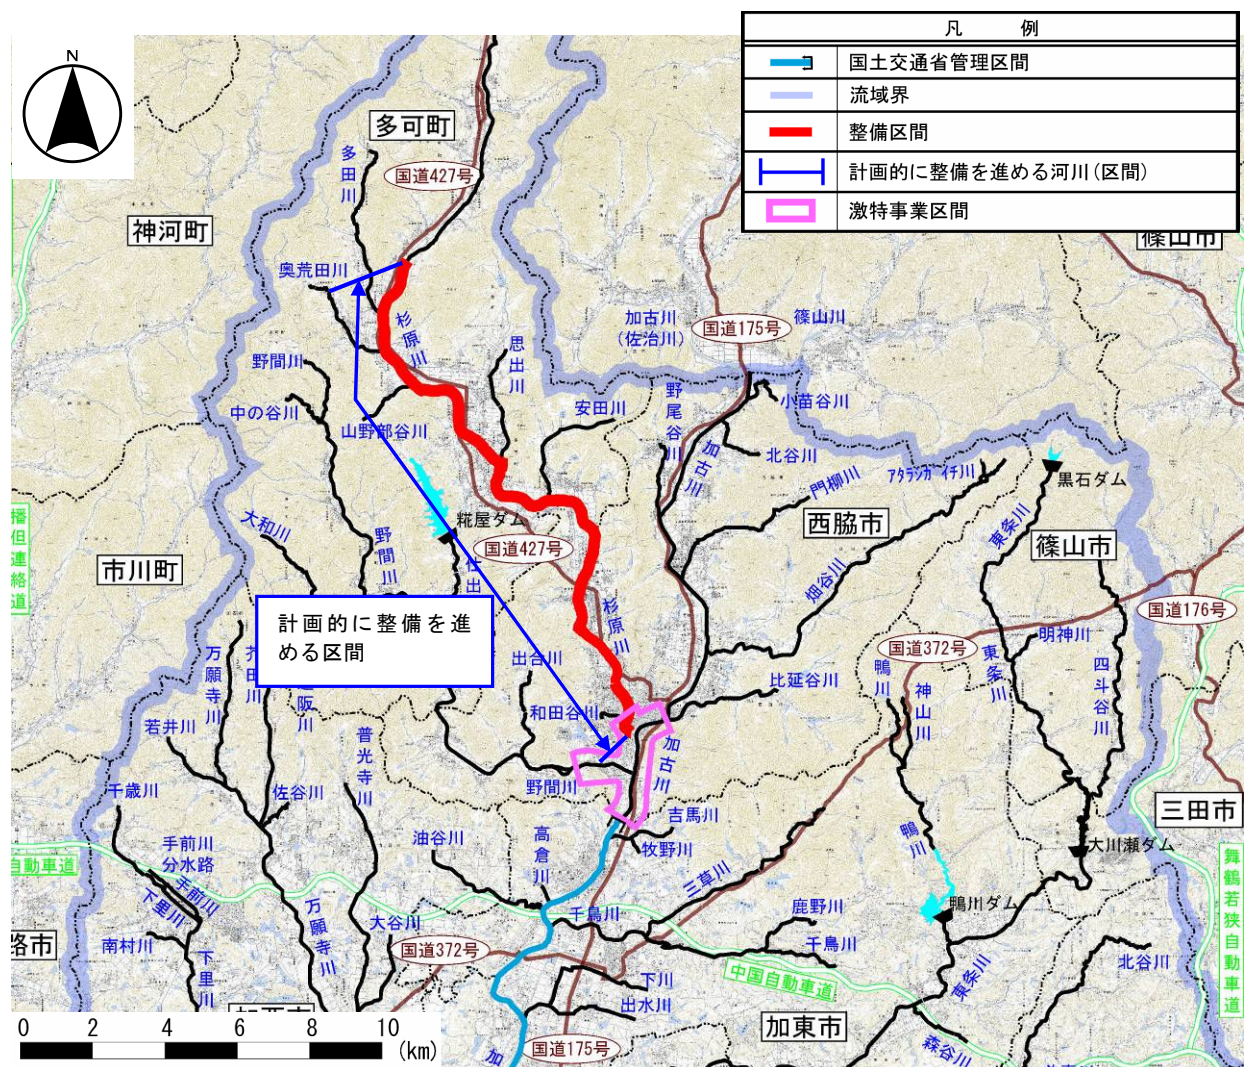 凡 例
国土交通省管理区間
流域界
整備区間
計画的に整備を進める河川(区間)
激特事業区間
N
多可町
多田川
国道427号
神河町
篠山市
奥荒田川
杉原川
加古川
(佐治川)
国道175号
篠山川
思出川
野間川
中の谷川
山野部谷川
安田川
野尾谷川
小苗谷川
加古川
北谷川
門柳川
アタラシガイチ川
黒石ダム
糀屋ダム
西脇市
東条川
篠山市
大和川
野間川
国道427号
市川町
播但連絡道
畑谷川
国道176号
計画的に整備を進
める区間
杉原川
明神川
国道372号
東条川
四斗谷川
万願寺川
出合川
鴨川
神山川
比延谷川
若井川
和田谷川
普光寺川
加古川
野間川
千歳川
佐谷川
吉馬川
三田市
手前川
分水路
油谷川
高倉川
牧野川
鴨川
大川瀬ダム
自動車道
手前川
下里川
三草川
舞鶴若狭自動車道
万願寺川
大谷川
千鳥川
鹿野川
鴨川ダム
路市
南村川
下里川
国道372号
千鳥川
中国自動車道
下川
出水川
東条川
北谷川
加東市
森谷川
国道175号
加
0 2 4 6 8 10
(km)